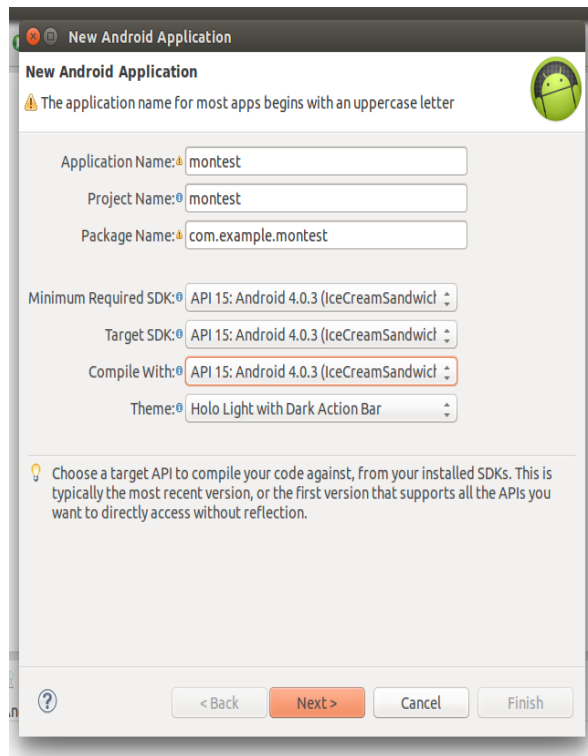 New Android Application
New Android Application
The application name for most apps begins with an uppercase letter
Application Name: montest
Project Name: montest
Package Name: com.example.montest
Minimum Required SDK: API 15: Android 4.0.3 (IceCreamSandwich
Target SDK: API 15: Android 4.0.3 (IceCreamSandwich
Compile With: API 15: Android 4.0.3 (IceCreamSandwich
Theme: Holo Light with Dark Action Bar
Choose a target API to compile your code against, from your installed SDKs. This is
typically the most recent version, or the first version that supports all the APIs you
want to directly access without reflection.
? < Back Next > Cancel Finish